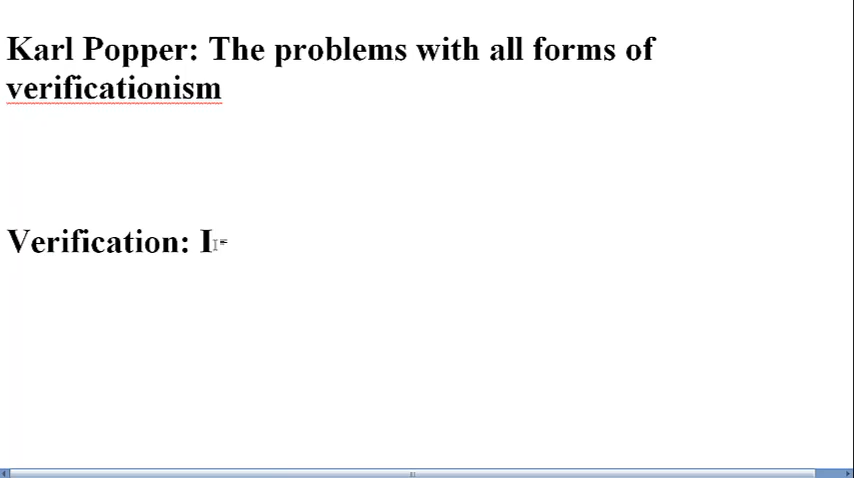 Karl Popper: The problems with all forms of
verificationism
Verification: I